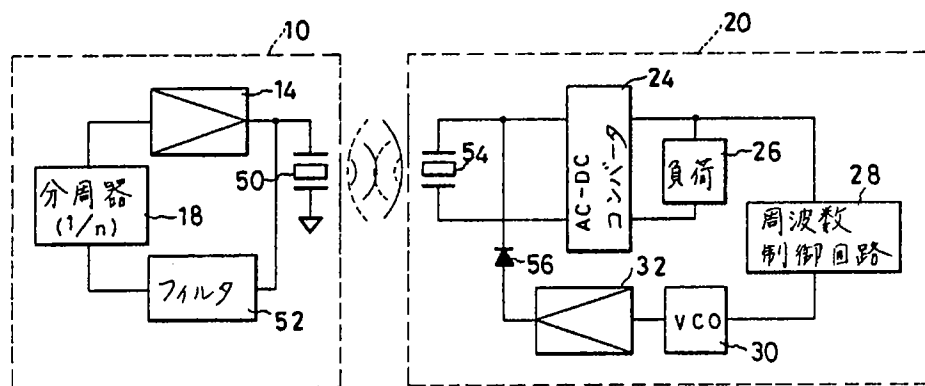 10
20
14
24
50
54
AC-DC
コンバータ
負荷
26
28
分周器
(1/n)
18
周波数
制御回路
56
32
フィルタ
52
VCO
30